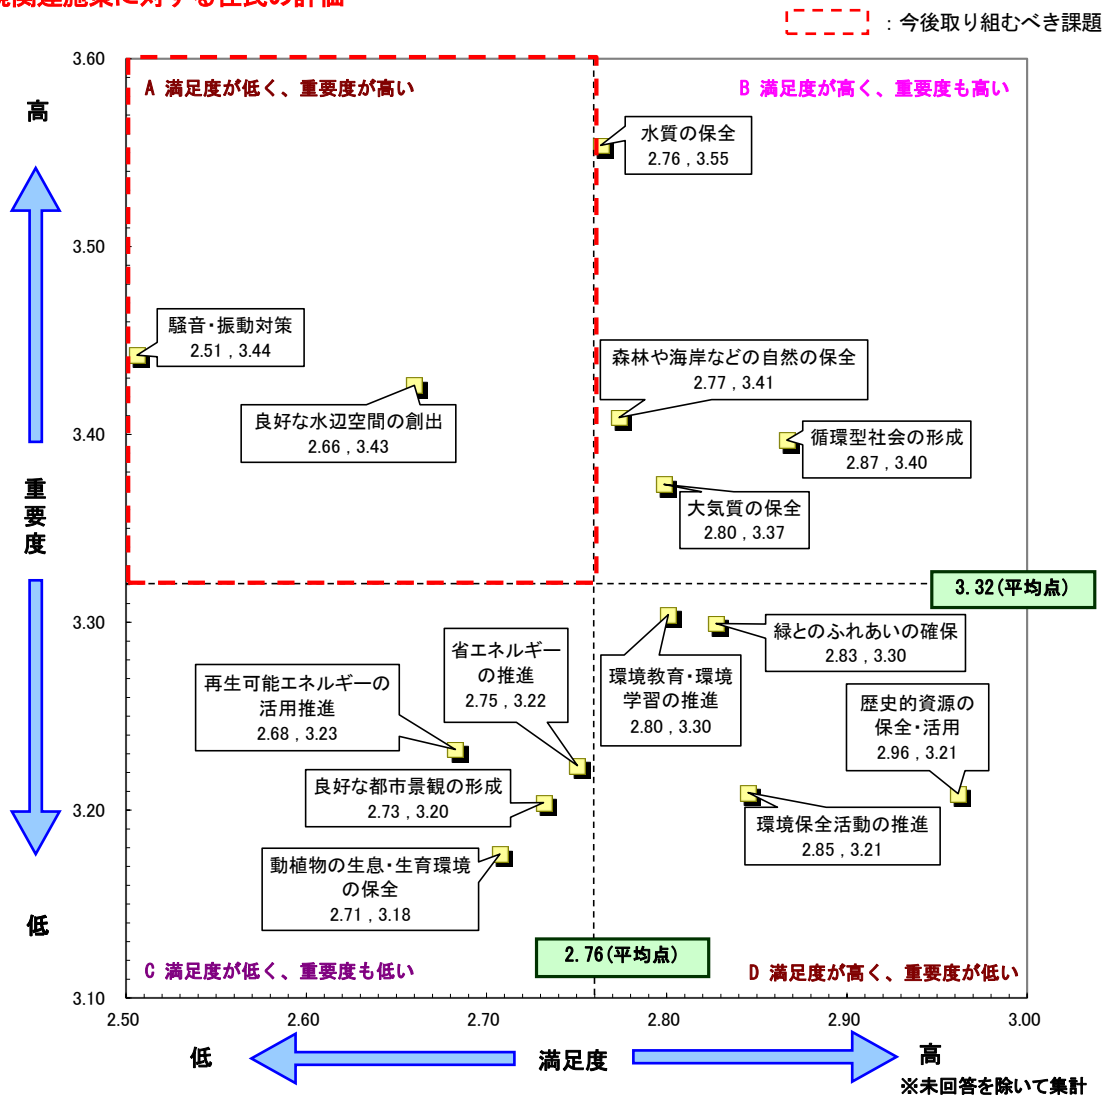 関連施策に対する住民の評価
：今後取り組むべき課題
3.60
3.50
3.40
3.30
3.20
3.10
高
重要度
低
A 満足度が低く、重要度が高い
B 満足度が高く、重要度も高い
水質の保全
2.76 , 3.55
騒音・振動対策
2.51 , 3.44
良好な水辺空間の創出
2.66 , 3.43
森林や海岸などの自然の保全
2.77 , 3.41
循環型社会の形成
2.87 , 3.40
大気質の保全
2.80 , 3.37
3.32(平均点)
緑とのふれあいの確保
2.83 , 3.30
環境教育・環境
学習の推進
2.80 , 3.30
省エネルギー
の推進
2.75 , 3.22
再生可能エネルギーの
活用推進
2.68 , 3.23
歴史的資源の
保全・活用
2.96 , 3.21
良好な都市景観の形成
2.73 , 3.20
環境保全活動の推進
2.85 , 3.21
動植物の生息・生育環境
の保全
2.71 , 3.18
2.76(平均点)
C 満足度が低く、重要度も低い
D 満足度が高く、重要度が低い
2.50
2.60
2.70
2.80
2.90
3.00
低
満足度
高
※未回答を除いて集計